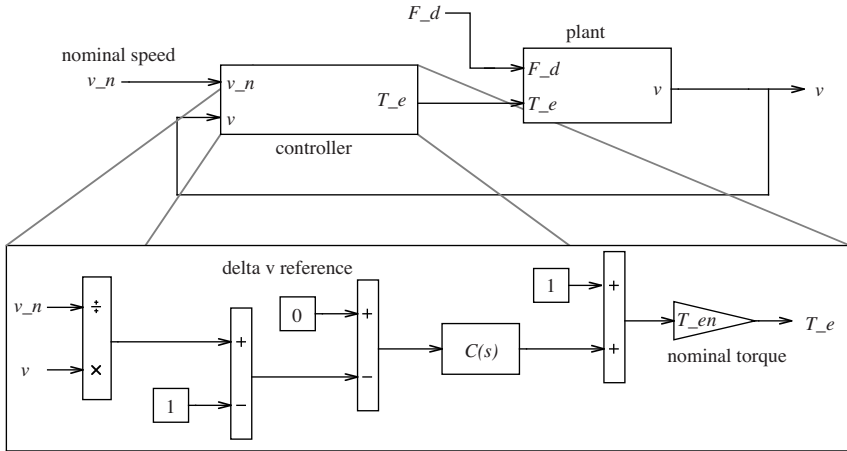 F_d
plant
nominal speed
v_n
v_n
F_d
T_e
T_e
v
v
v
controller
delta v reference
v_n
÷
0
+
1
+
T_en
T_e
v
×
+
−
C(s)
+
nominal torque
1
−